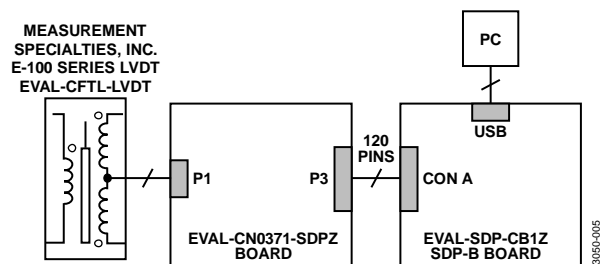 MEASUREMENT
SPECIALTIES, INC.
E-100 SERIES LVDT
EVAL-CFTL-LVDT
PC
USB
120
PINS
P1
P3
CON A
EVAL-CN0371-SDPZ
BOARD
EVAL-SDP-CB1Z
SDP-B BOARD
3050-005